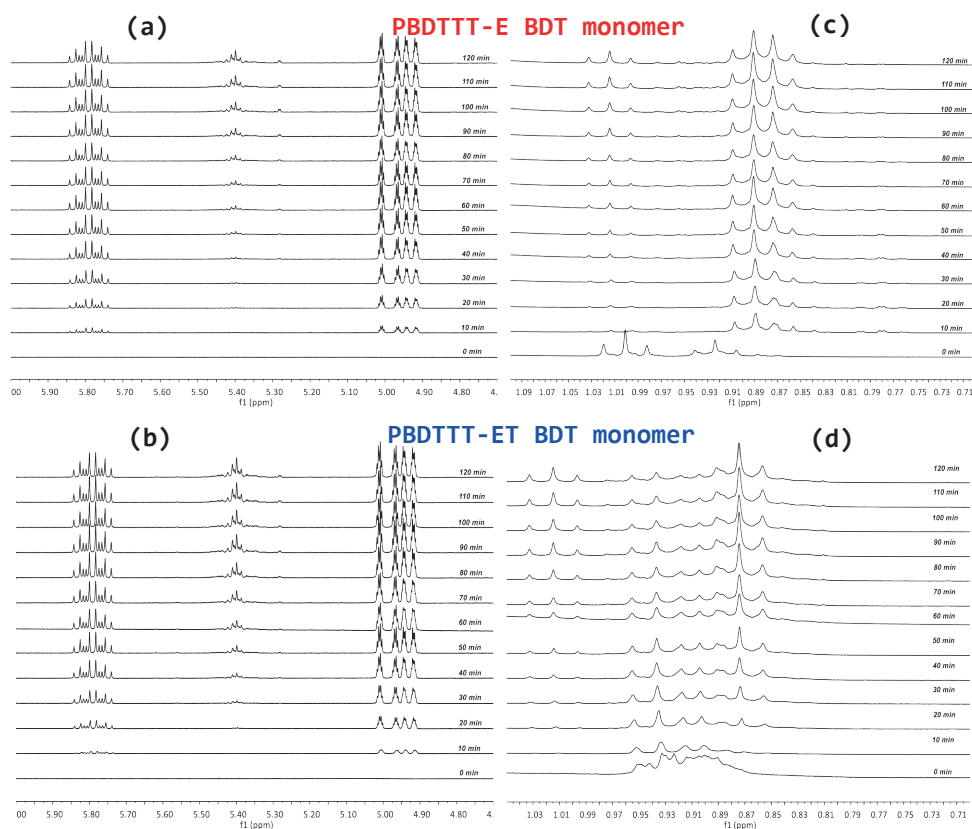 (a)
PBDTTT-E BDT monomer
(c)
120 min
110 min
100 min
90 min
80 min
70 min
60 min
50 min
40 min
30 min
20 min
10 min
0 min
00 5.80 5.70 5.60 5.50 5.40 5.30 5.20 5.10 5.00 4.90 4.80 4.
f1 (ppm)
120 min
110 min
100 min
90 min
80 min
70 min
60 min
50 min
40 min
30 min
20 min
10 min
0 min
1.09 1.07 1.05 1.03 1.01 0.99 0.97 0.95 0.93 0.91 0.89 0.87 0.85 0.83 0.81 0.79 0.77 0.75 0.73 0.71
f1 (ppm)
(b)
PBDTTT-ET BDT monomer
(d)
120 min
110 min
100 min
90 min
80 min
70 min
60 min
50 min
40 min
30 min
20 min
10 min
0 min
00 5.80 5.70 5.60 5.50 5.40 5.30 5.20 5.10 5.00 4.90 4.80 4.
f1 (ppm)
120 min
110 min
100 min
90 min
80 min
70 min
60 min
50 min
40 min
30 min
20 min
10 min
0 min
1.03 1.01 0.99 0.97 0.95 0.93 0.91 0.89 0.87 0.85 0.83 0.81 0.79 0.77 0.75 0.73 0.71
f1 (ppm)